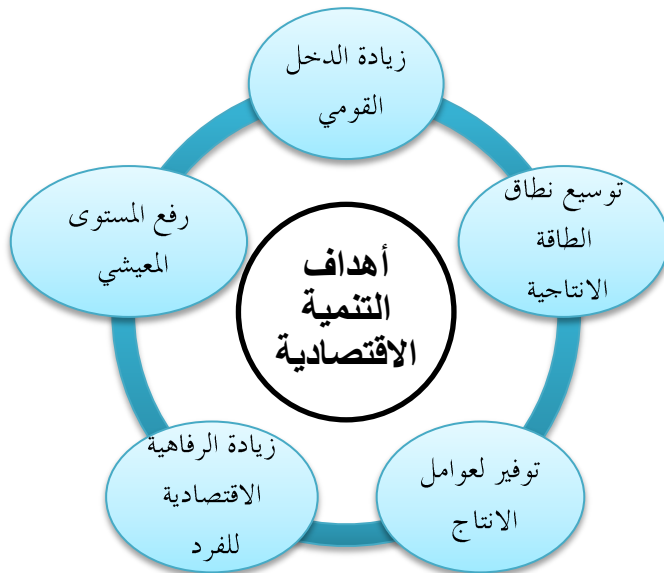 زيادة الدخل
القومي
توسيع نطاق
الطاقة
الانتاجية
توفير لعوامل
الانتاج
زيادة الرفاهية
الاقتصادية
للفرد
رفع المستوى
المعيشي
أهداف
التنمية
الاقتصادية